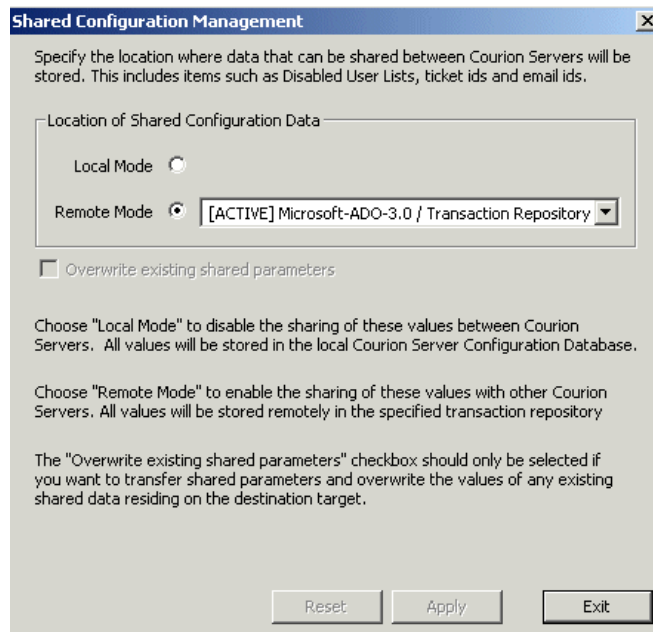 Shared Configuration Management
Specify the location where data that can be shared between Courion Servers will be
stored. This includes items such as Disabled User Lists, ticket ids and email ids.
Location of Shared Configuration Data
Local Mode
Remote Mode [ACTIVE] Microsoft-ADO-3.0 / Transaction Repository
Overwrite existing shared parameters
Choose "Local Mode" to disable the sharing of these values between Courion
Servers. All values will be stored in the local Courion Server Configuration Database.
Choose "Remote Mode" to enable the sharing of these values with other Courion
Servers. All values will be stored remotely in the specified transaction repository
The "Overwrite existing shared parameters" checkbox should only be selected if
you want to transfer shared parameters and overwrite the values of any existing
shared data residing on the destination target.
Reset Apply Exit